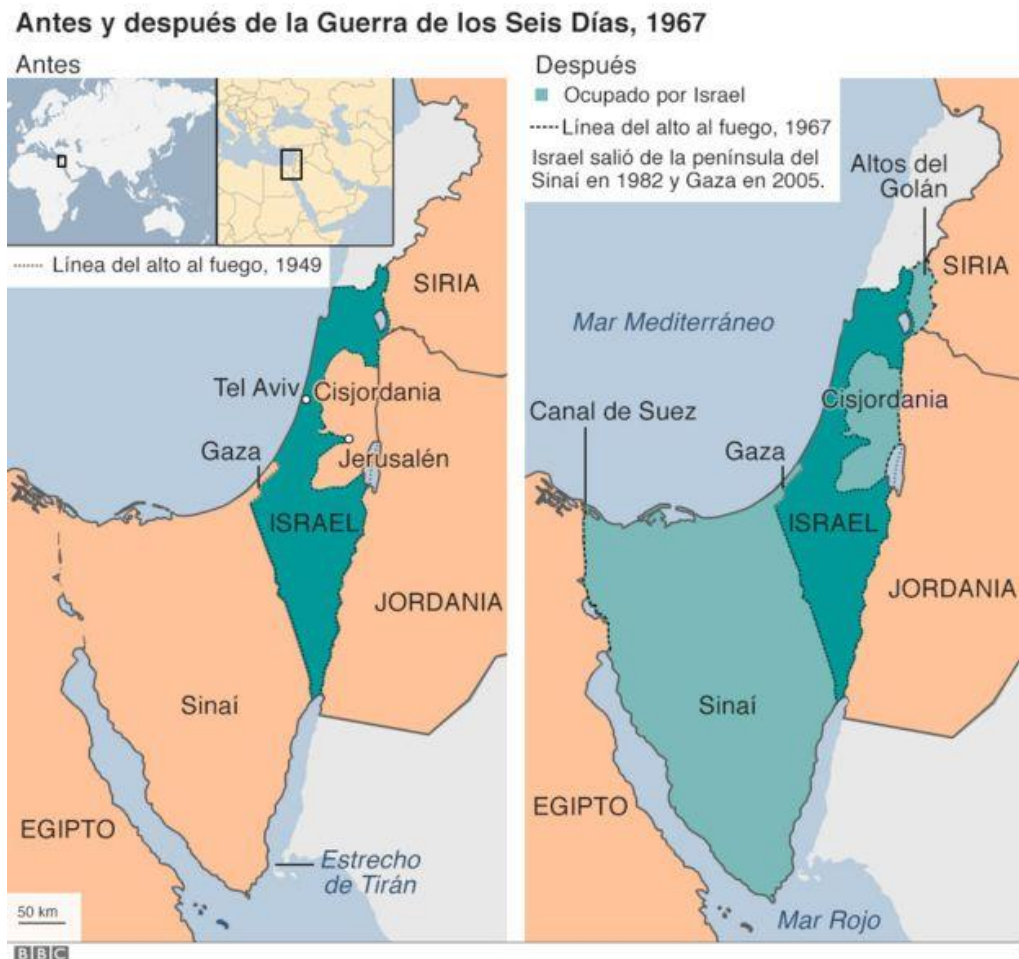 Antes y después de la Guerra de los Seis Días, 1967
Antes
Línea del alto al fuego, 1949
SIRIA
Tel Aviv
Cisjordania
Gaza
Jerusalén
ISRAEL
JORDANIA
Sinaí
EGIPTO
Estrecho
de Tirán
50 km
Después
Ocupado por Israel
Línea del alto al fuego, 1967
Israel salió de la península del
Sinaí en 1982 y Gaza en 2005.
Altos del
Golán
SIRIA
Mar Mediterráneo
Cisjordania
Canal de Suez
Gaza
ISRAEL
JORDANIA
Sinaí
EGIPTO
Mar Rojo
BBC